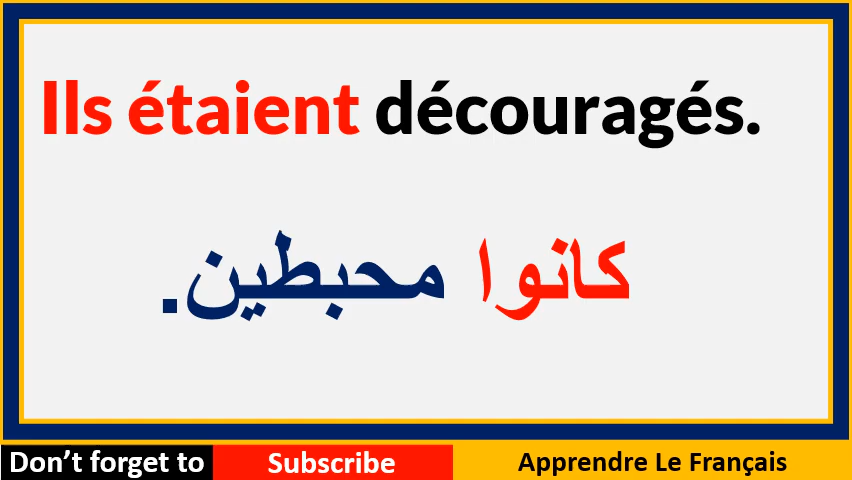 Ils étaient découragés.
كانوا محبطين.
Don't forget to Subscribe Apprendre Le Français